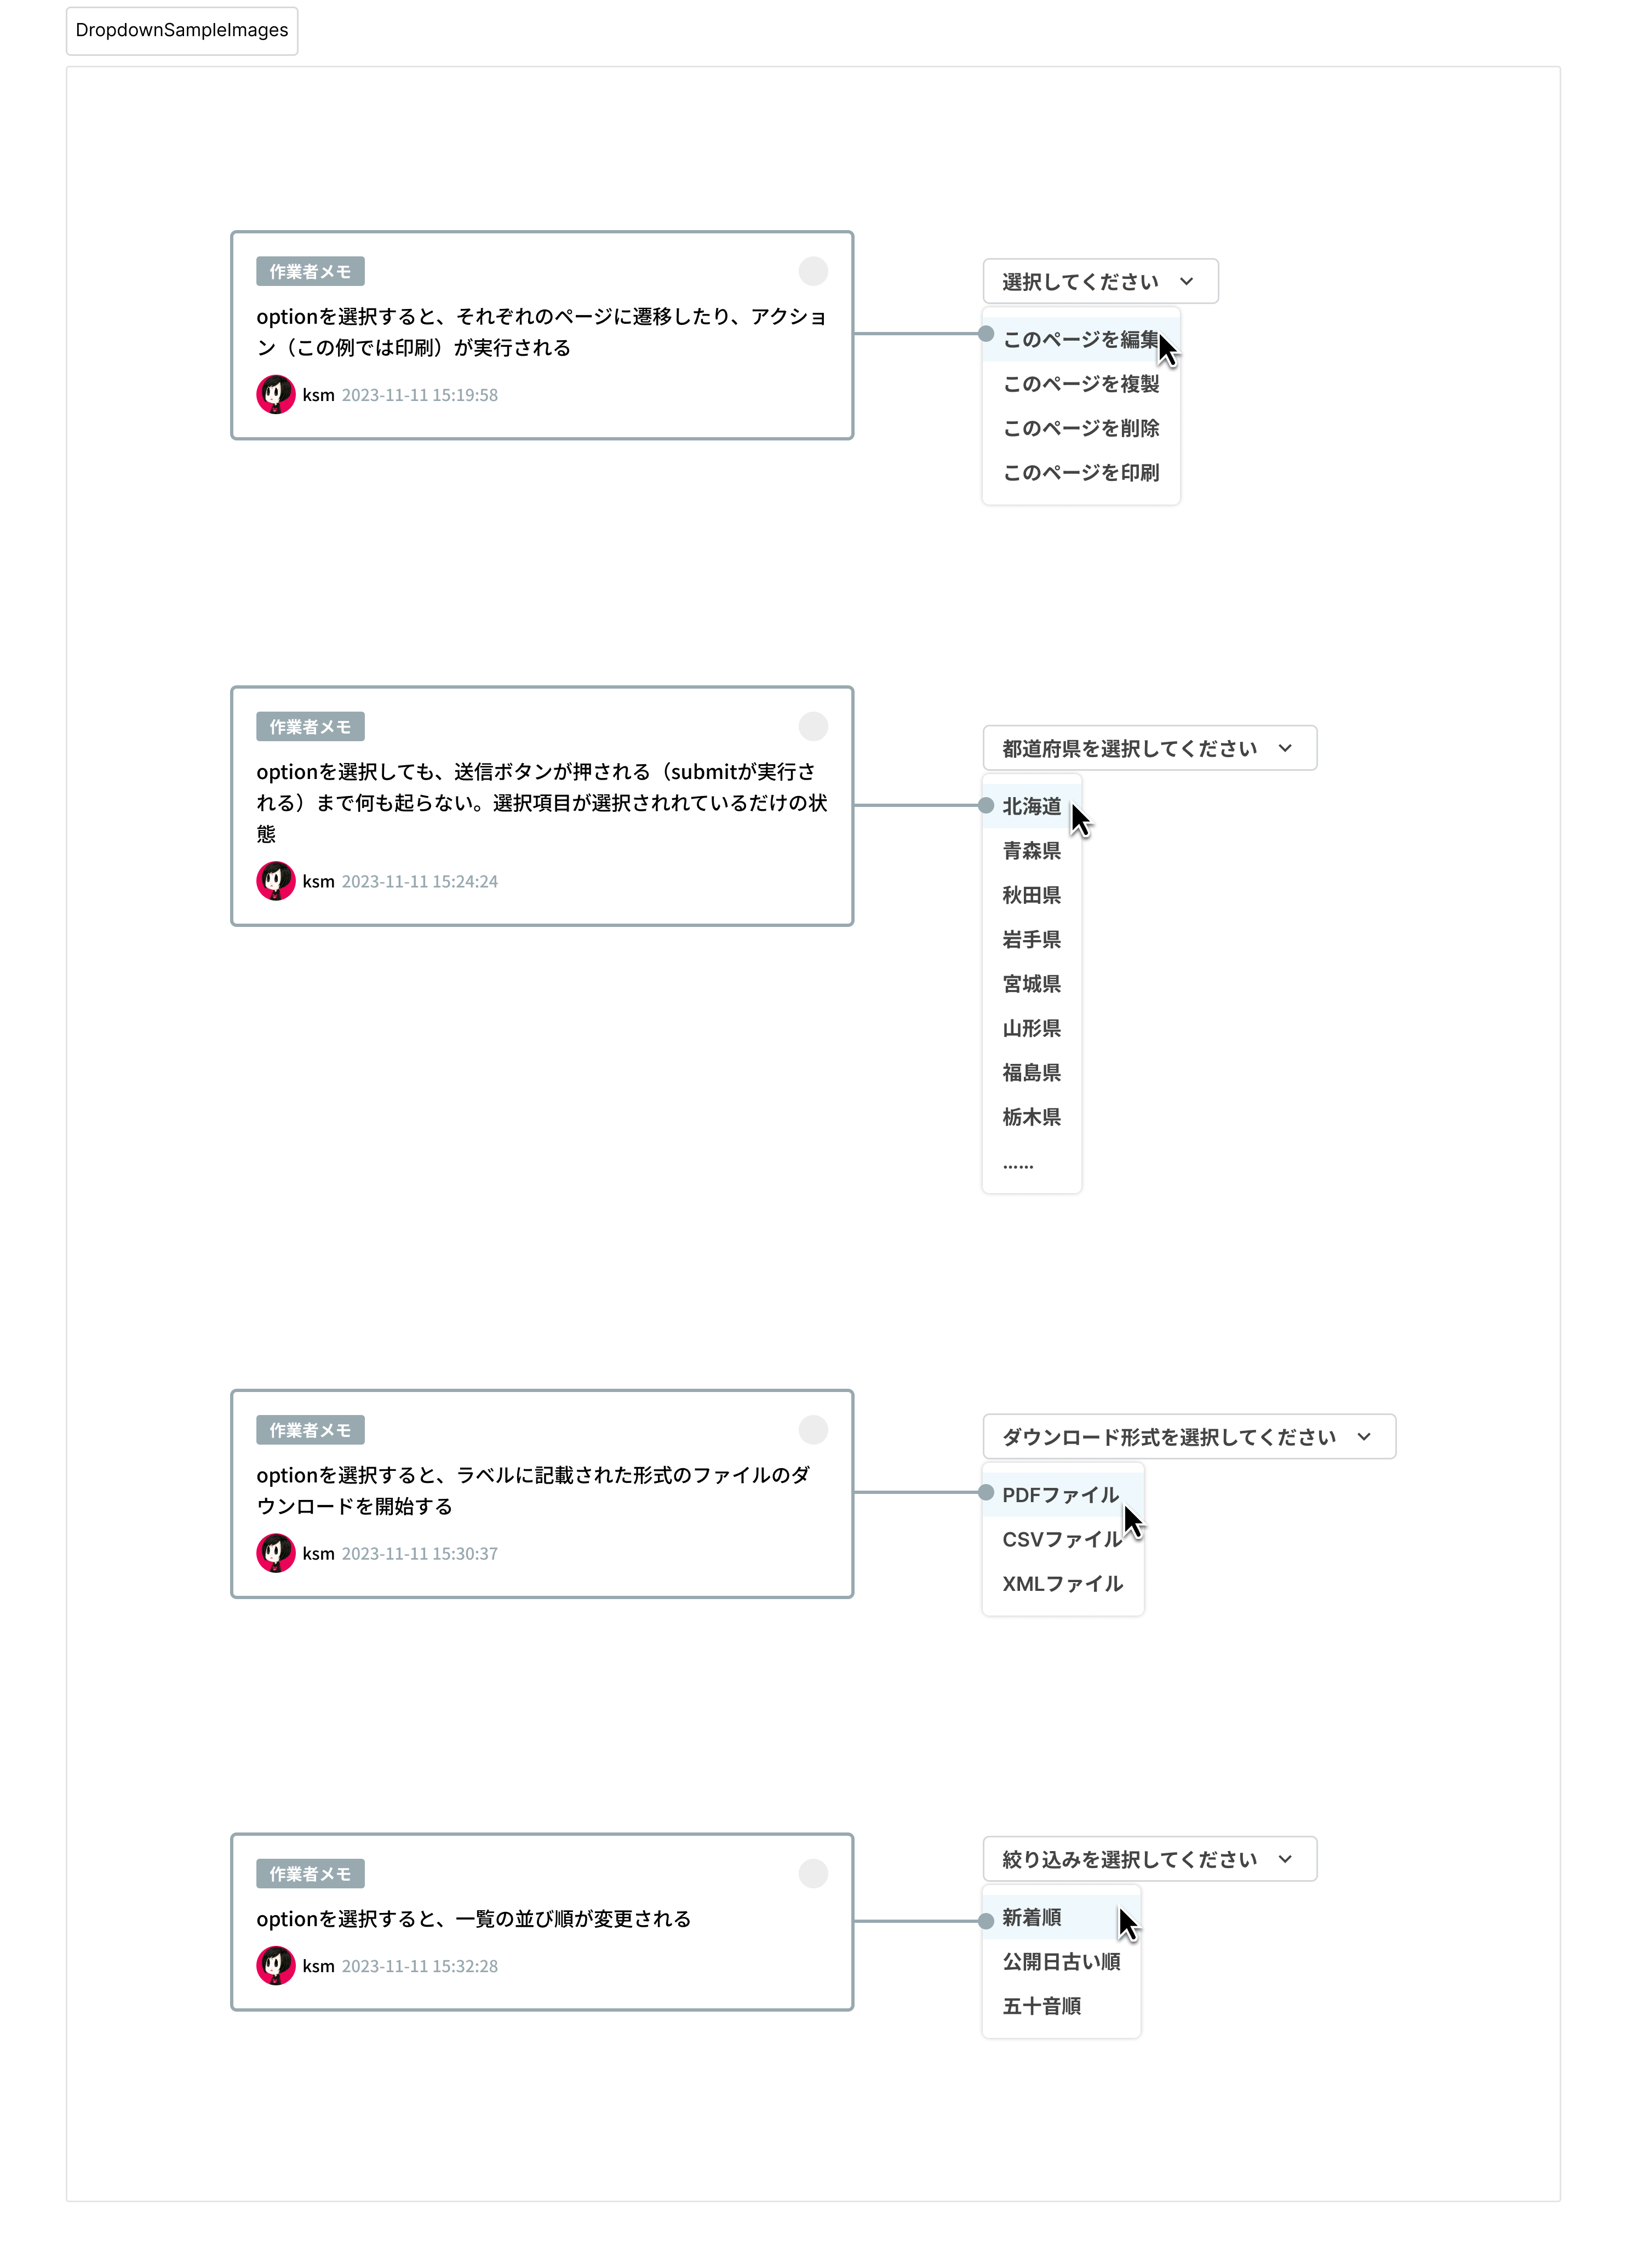 DropdownSampleImages
作業者メモ
optionを選択すると、それぞれのページに遷移したり、アクショ
ン（この例では印刷）が実行される
ksm 2023-11-11 15:19:58
選択してください
このページを編集
このページを複製
このページを削除
このページを印刷
作業者メモ
optionを選択しても、送信ボタンが押される（submitが実行さ
れる）まで何も起らない。選択項目が選択されれているだけの状
態
ksm 2023-11-11 15:24:24
都道府県を選択してください
北海道
青森県
秋田県
岩手県
宮城県
山形県
福島県
栃木県
……
作業者メモ
optionを選択すると、ラベルに記載された形式のファイルのダ
ウンロードを開始する
ksm 2023-11-11 15:30:37
ダウンロード形式を選択してください
PDFファイル
CSVファイル
XMLファイル
作業者メモ
optionを選択すると、一覧の並び順が変更される
ksm 2023-11-11 15:32:28
絞り込みを選択してください
新着順
公開日古い順
五十音順